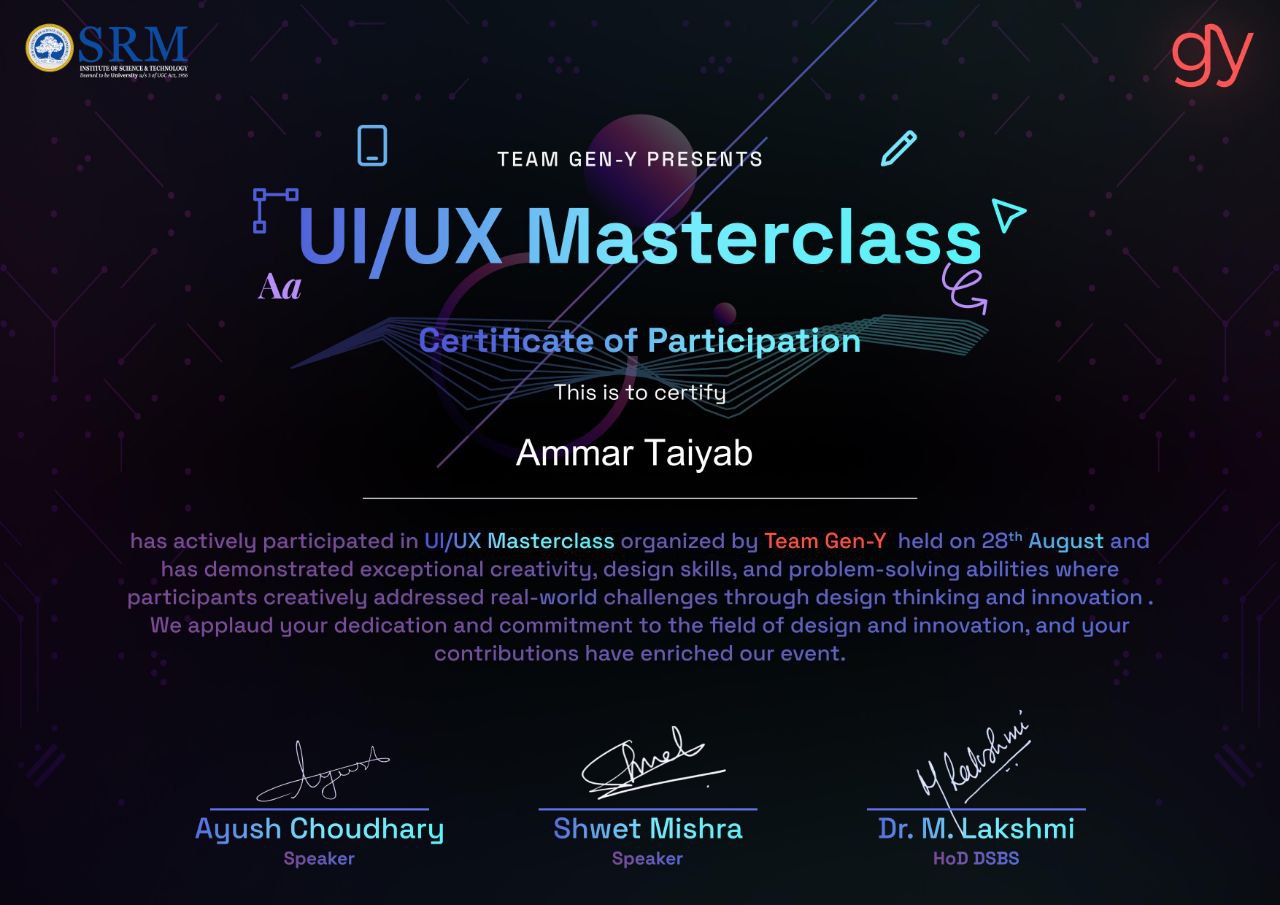 SRM
INSTITUTE OF SCIENCE & TECHNOLOGY
Deemed to be University u/s 3 of UGC Act, 1956
gy
TEAM GEN-Y PRESENTS
UI/UX Masterclass
Aa
Certificate of Participation
This is to certify
Ammar Taiyab
has actively participated in UI/UX Masterclass organized by Team Gen-Y held on 28th August and
has demonstrated exceptional creativity, design skills, and problem-solving abilities where
participants creatively addressed real-world challenges through design thinking and innovation .
We applaud your dedication and commitment to the field of design and innovation, and your
contributions have enriched our event.
Ayush
Shwet
M Lakshmi
Ayush Choudhary
Shwet Mishra
Dr. M. Lakshmi
Speaker
Speaker
HoD DSBS